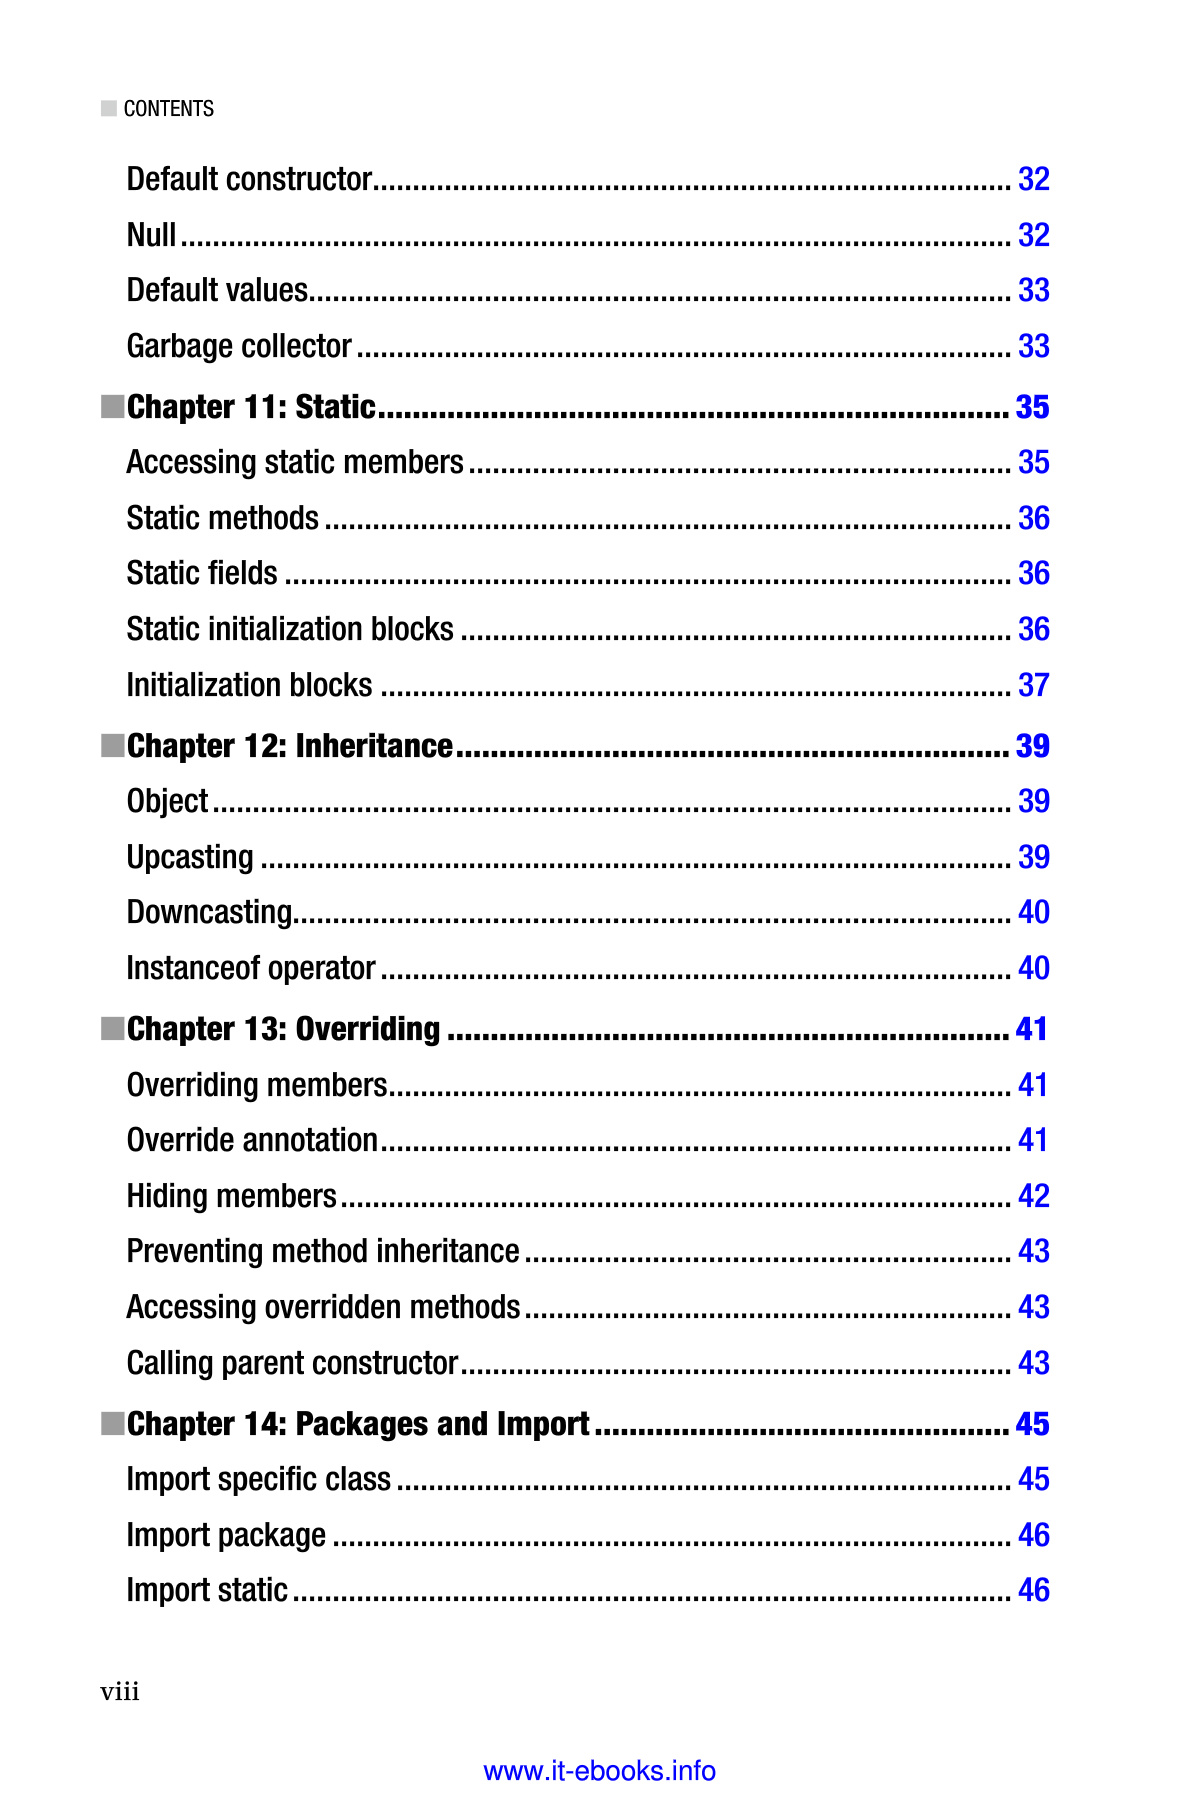 CONTENTS
Default constructor................................................................................ 32
Null........................................................................................................ 32
Default values........................................................................................ 33
Garbage collector.................................................................................. 33
Chapter 11: Static......................................................................... 35
Accessing static members.................................................................... 35
Static methods...................................................................................... 36
Static fields........................................................................................... 36
Static initialization blocks..................................................................... 36
Initialization blocks............................................................................... 37
Chapter 12: Inheritance................................................................ 39
Object.................................................................................................... 39
Upcasting.............................................................................................. 39
Downcasting.......................................................................................... 40
Instanceof operator............................................................................... 40
Chapter 13: Overriding................................................................. 41
Overriding members.............................................................................. 41
Override annotation............................................................................... 41
Hiding members.................................................................................... 42
Preventing method inheritance............................................................. 43
Accessing overridden methods............................................................. 43
Calling parent constructor..................................................................... 43
Chapter 14: Packages and Import................................................ 45
Import specific class............................................................................. 45
Import package..................................................................................... 46
Import static.......................................................................................... 46
viii
www.it-ebooks.info